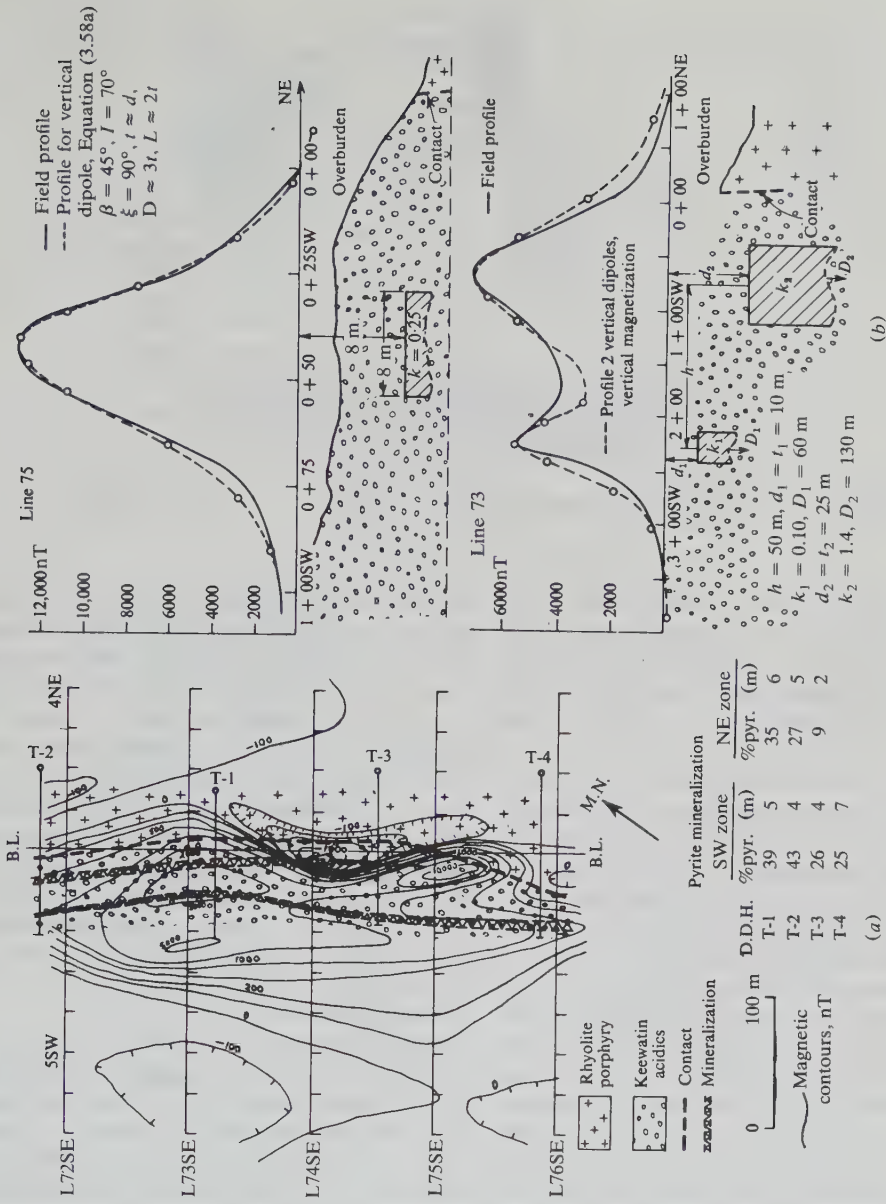 B.L.
4NE
5SW
T-2
T-1
T-3
T-4
L72SE
L73SE
L74SE
L75SE
L76SE
B.L.
M.N.
-100
-100
0
-100
-100
0
0
1000
200
Rhyolite
porphyry
Keewatin
acidics
Contact
Mineralization
0 100 m
Magnetic
contours, nT
Pyrite mineralization
SW zone NE zone
D.D.H. %pyr. (m) %pyr. (m)
T-1 39 5 35 6
T-2 43 4 27 5
T-3 26 4 9 2
T-4 25 7
(a)
Line 75
12,000nT
10,000
8000
6000
4000
2000
Field profile
Profile for vertical
dipole, Equation (3.58a)
β = 45°, I = 70°
ξ = 90°, t ≈ d,
D ≈ 3t, L ≈ 2t
NE
1 + 00SW 0 + 75 0 + 50 0 + 25SW 0 + 00
Overburden
8 m 8 m
k = 0.25
Contact
Line 73
6000nT
4000
2000
Field profile
Profile 2 vertical dipoles,
vertical magnetization
3 + 00SW 2 + 00 1 + 00SW 0 + 00 1 + 00NE
Overburden
d₁ h d₂
k₁ k₂
D₁ D₂
Contact
h = 50 m, d₁ = t₁ = 10 m
k₁ = 0.10, D₁ = 60 m
d₂ = t₂ = 25 m
k₂ = 1.4, D₂ = 130 m
(b)